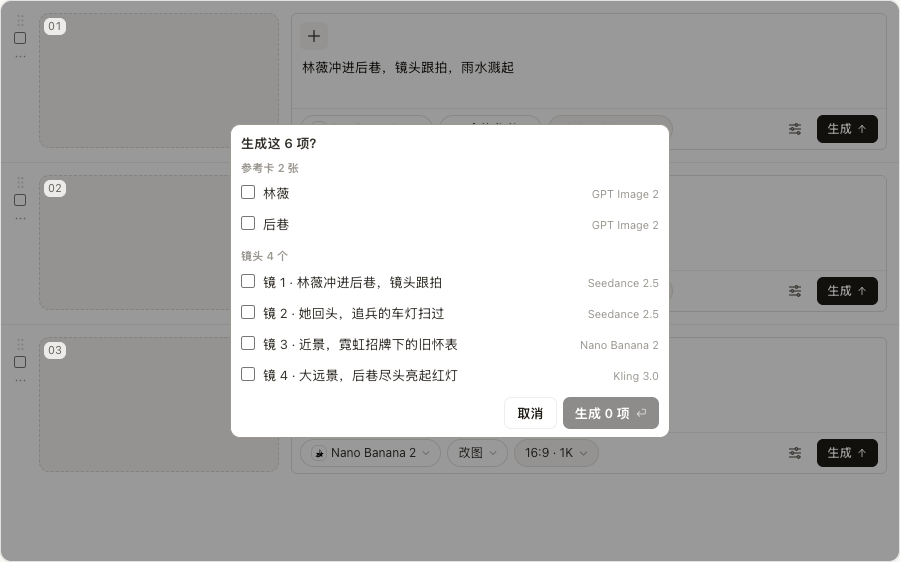 01
林薇冲进后巷，镜头跟拍，雨水溅起
生成 ↑
生成这 6 项?
参考卡 2 张
林薇 GPT Image 2
后巷 GPT Image 2
镜头 4 个
镜 1 · 林薇冲进后巷，镜头跟拍 Seedance 2.5
镜 2 · 她回头，追兵的车灯扫过 Seedance 2.5
镜 3 · 近景，霓虹招牌下的旧怀表 Nano Banana 2
镜 4 · 大远景，后巷尽头亮起红灯 Kling 3.0
取消 生成 0 项
02
生成 ↑
03
Nano Banana 2 改图 16:9 · 1K 生成 ↑